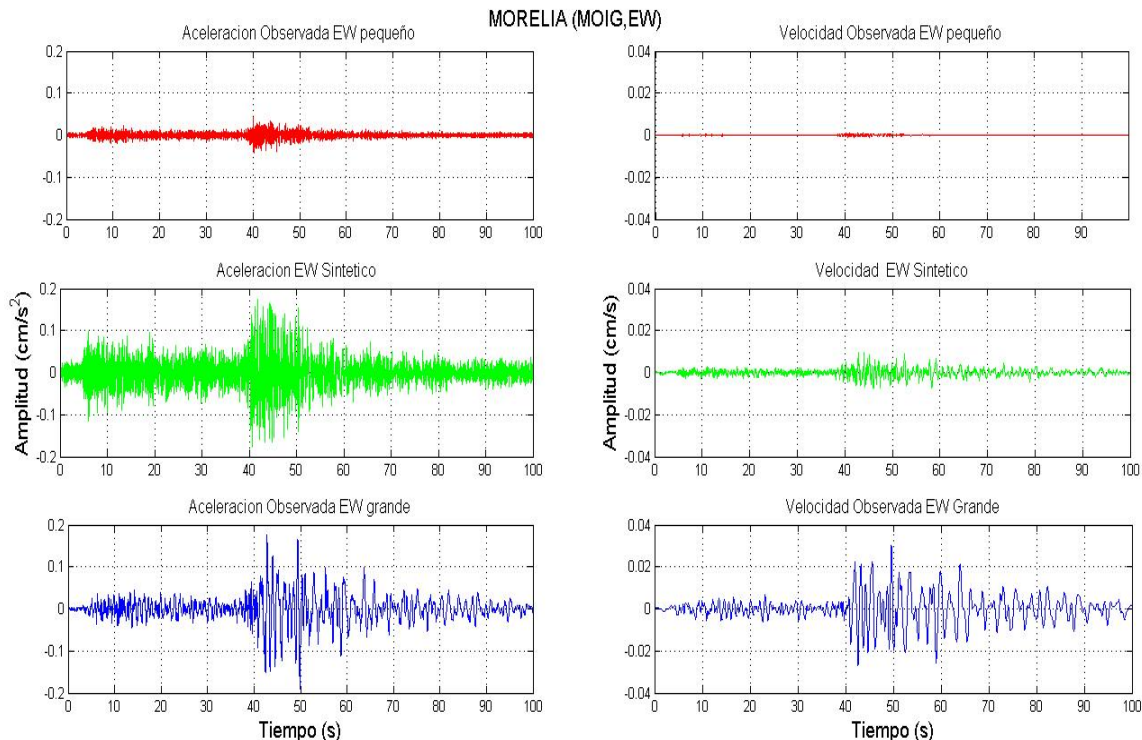 MORELIA (MOIG,EW)
Aceleracion Observada EW pequeño
0.2
0.1
0
-0.1
-0.2
0 10 20 30 40 50 60 70 80 90 100
Velocidad Observada EW pequeño
0.04
0.02
0
-0.02
-0.04
0 10 20 30 40 50 60 70 80 90
Aceleracion EW Sintetico
Amplitud (cm/s²)
0.2
0.1
0
-0.1
-0.2
0 10 20 30 40 50 60 70 80 90 100
Velocidad EW Sintetico
Amplitud (cm/s)
0.04
0.02
0
-0.02
-0.04
0 10 20 30 40 50 60 70 80 90 100
Aceleracion Observada EW grande
0.2
0.1
0
-0.1
-0.2
0 10 20 30 40 50 60 70 80 90 100
Tiempo (s)
Velocidad Observada EW Grande
0.04
0.02
0
-0.02
-0.04
0 10 20 30 40 50 60 70 80 90 100
Tiempo (s)